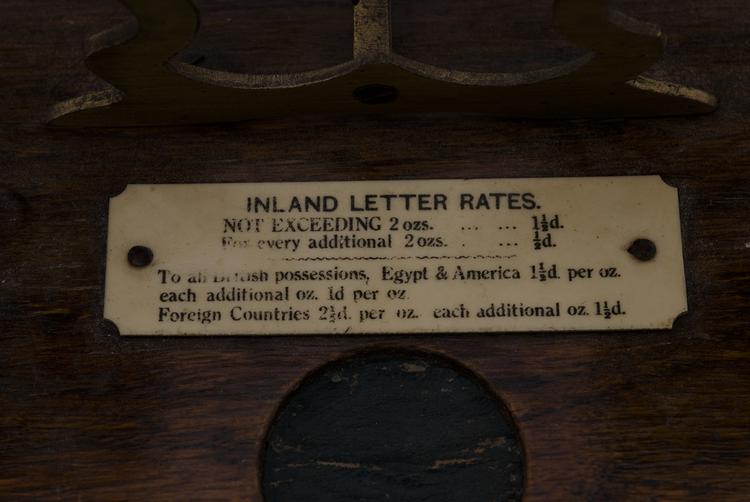 INLAND LETTER RATES.
NOT EXCEEDING 2 ozs. ... ... 1½d.
For every additional 2 ozs. . ... ½d.
To all British possessions, Egypt & America 1½d. per oz.
each additional oz. 1d per oz
Foreign Countries 2½d. per oz. each additional oz. 1½d.